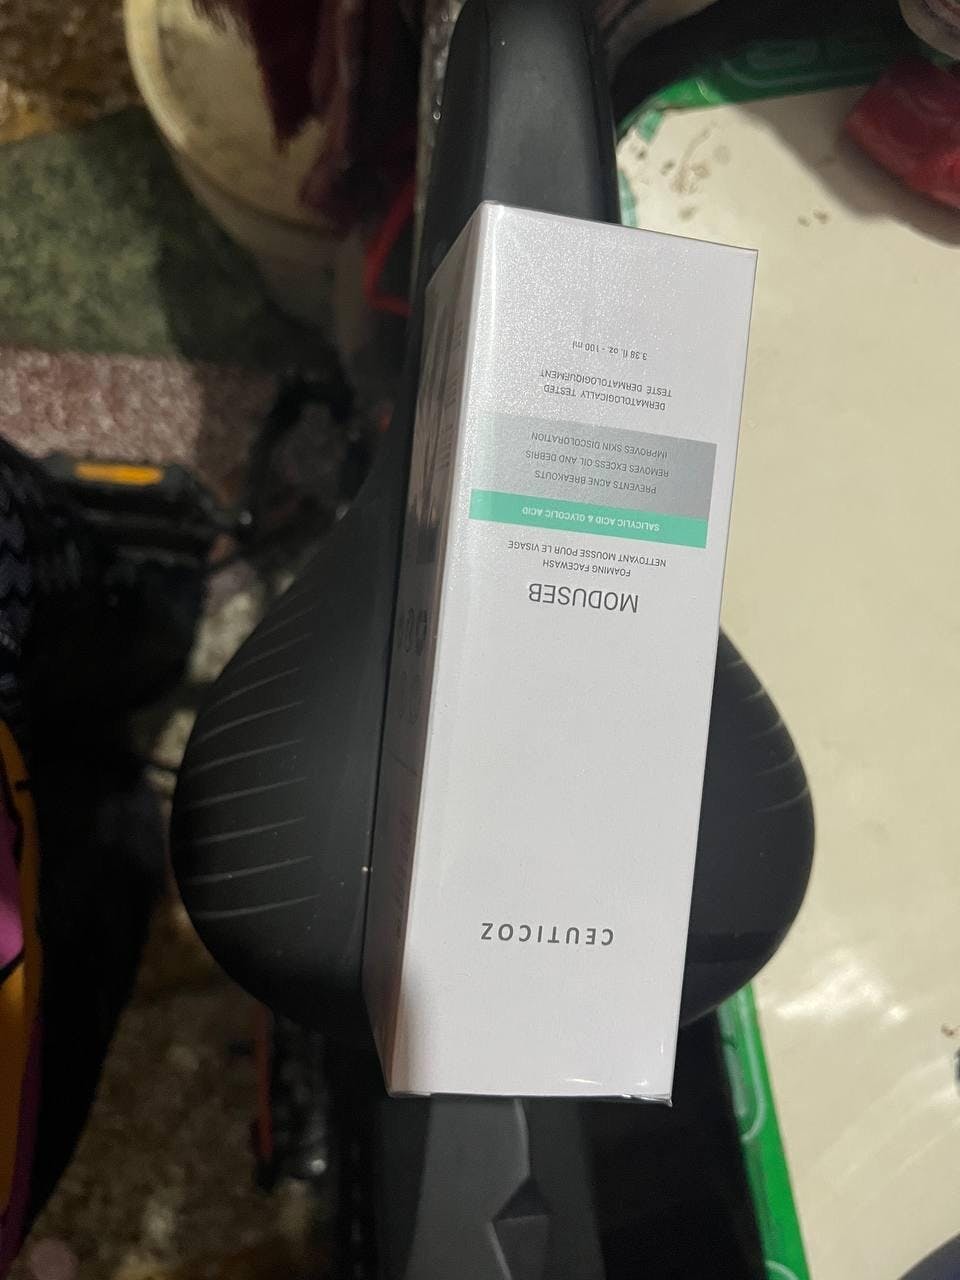 CEUTICOZ
MODUSEB
FOAMING FACEWASH
NETTOYANT MOUSSE POUR LE VISAGE
SALICYLIC ACID & GLYCOLIC ACID
PREVENTS ACNE BREAKOUTS
REMOVES EXCESS OIL AND DEBRIS
IMPROVES SKIN DISCOLORATION
DERMATOLOGICALLY TESTED
TESTÉ DERMATOLOGIQUEMENT
3.38 fl. oz. - 100 ml